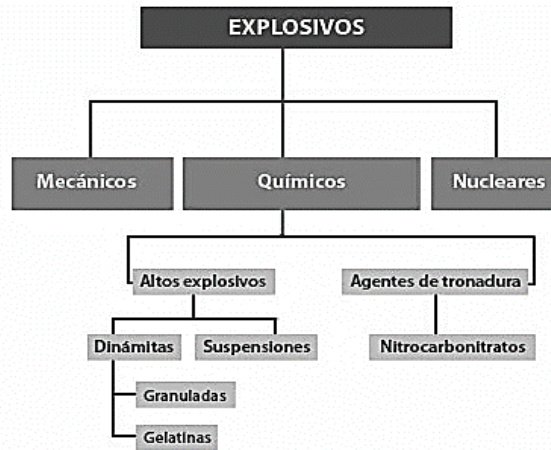 EXPLOSIVOS
Mecánicos
Químicos
Nucleares
Altos explosivos
Agentes de tronadura
Dinámitas
Suspensiones
Nitrocarbonitratos
Granuladas
Gelatinas